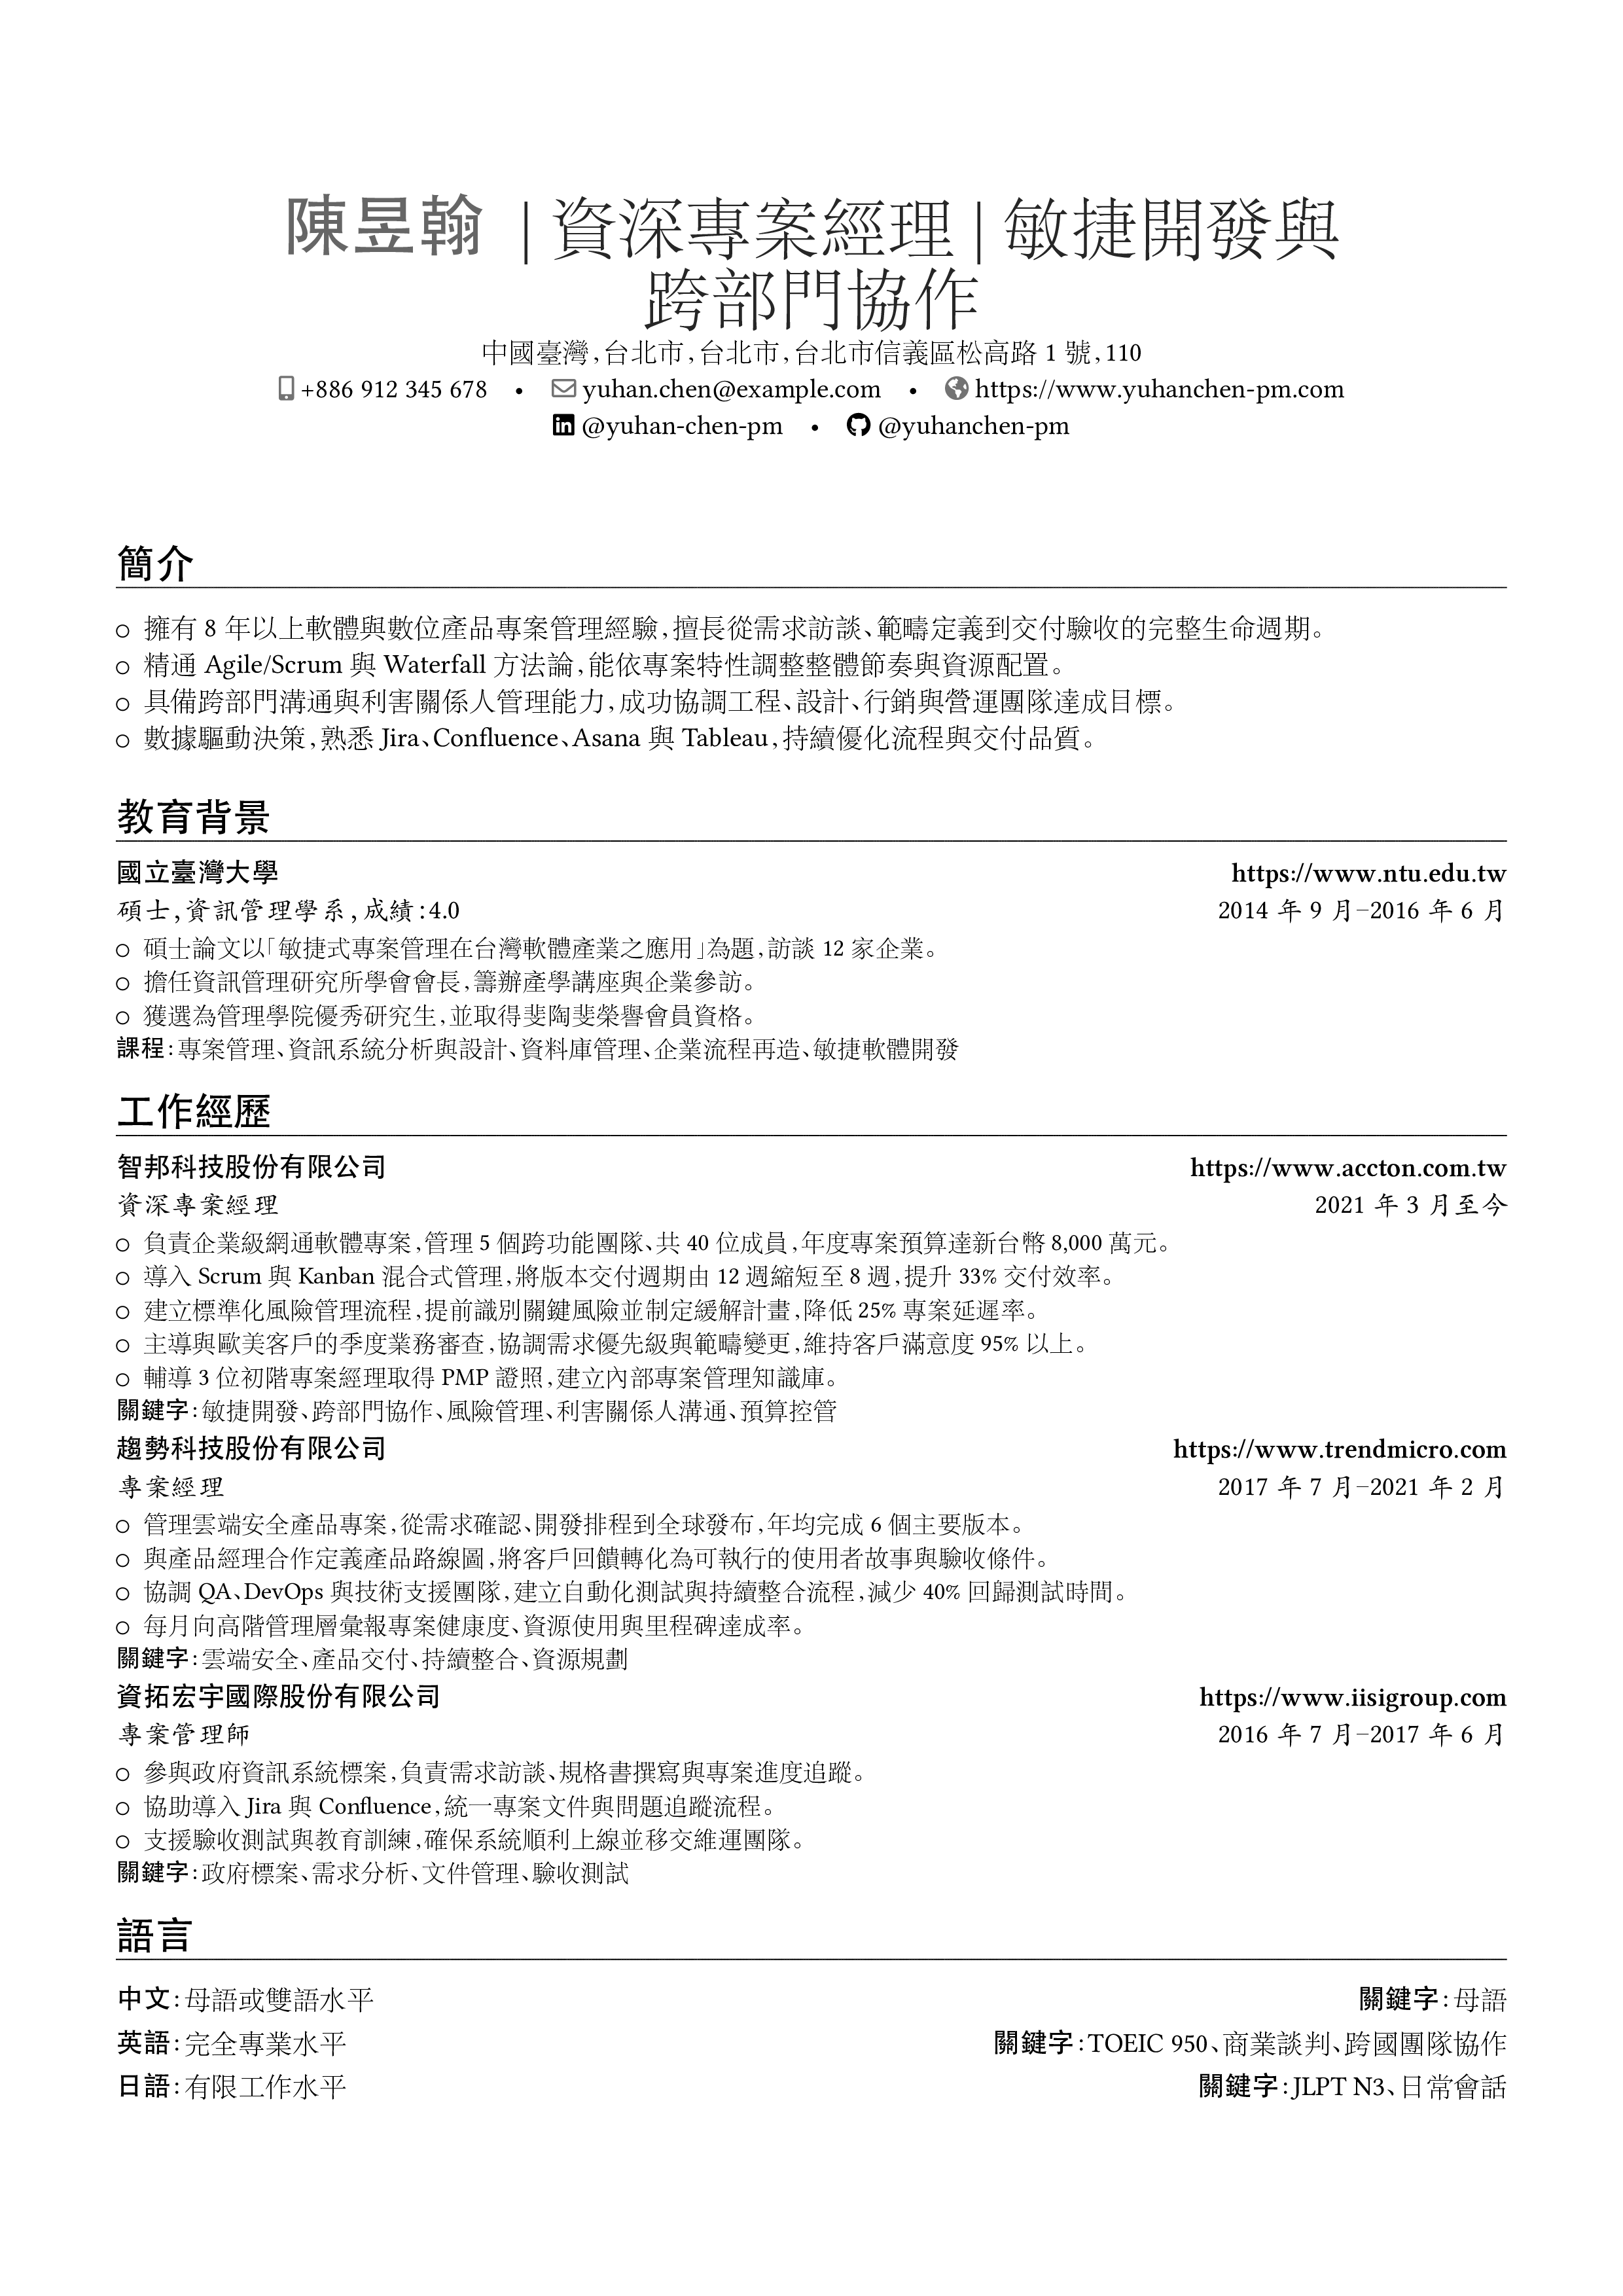 陳昱翰 | 資深專案經理 | 敏捷開發與
跨部門協作
中國臺灣,台北市,台北市,台北市信義區松高路 1 號,110
+886 912 345 678 • yuhan.chen@example.com • https://www.yuhanchen-pm.com
@yuhan-chen-pm • @yuhanchen-pm
簡介
○ 擁有 8 年以上軟體與數位產品專案管理經驗,擅長從需求訪談、範疇定義到交付驗收的完整生命週期。
○ 精通 Agile/Scrum 與 Waterfall 方法論,能依專案特性調整整體節奏與資源配置。
○ 具備跨部門溝通與利害關係人管理能力,成功協調工程、設計、行銷與營運團隊達成目標。
○ 數據驅動決策,熟悉 Jira、Confluence、Asana 與 Tableau,持續優化流程與交付品質。
教育背景
國立臺灣大學 https://www.ntu.edu.tw
碩士,資訊管理學系,成績:4.0 2014 年 9 月–2016 年 6 月
○ 碩士論文以「敏捷式專案管理在台灣軟體產業之應用」為題,訪談 12 家企業。
○ 擔任資訊管理研究所學會會長,籌辦產學講座與企業參訪。
○ 獲選為管理學院優秀研究生,並取得斐陶斐榮譽會員資格。
課程:專案管理、資訊系統分析與設計、資料庫管理、企業流程再造、敏捷軟體開發
工作經歷
智邦科技股份有限公司 https://www.accton.com.tw
資深專案經理 2021 年 3 月至今
○ 負責企業級網通軟體專案,管理 5 個跨功能團隊、共 40 位成員,年度專案預算達新台幣 8,000 萬元。
○ 導入 Scrum 與 Kanban 混合式管理,將版本交付週期由 12 週縮短至 8 週,提升 33% 交付效率。
○ 建立標準化風險管理流程,提前識別關鍵風險並制定緩解計畫,降低 25% 專案延遲率。
○ 主導與歐美客戶的季度業務審查,協調需求優先級與範疇變更,維持客戶滿意度 95% 以上。
○ 輔導 3 位初階專案經理取得 PMP 證照,建立內部專案管理知識庫。
關鍵字:敏捷開發、跨部門協作、風險管理、利害關係人溝通、預算控管
趨勢科技股份有限公司 https://www.trendmicro.com
專案經理 2017 年 7 月–2021 年 2 月
○ 管理雲端安全產品專案,從需求確認、開發排程到全球發布,年均完成 6 個主要版本。
○ 與產品經理合作定義產品路線圖,將客戶回饋轉化為可執行的使用者故事與驗收條件。
○ 協調 QA、DevOps 與技術支援團隊,建立自動化測試與持續整合流程,減少 40% 回歸測試時間。
○ 每月向高階管理層彙報專案健康度、資源使用與里程碑達成率。
關鍵字:雲端安全、產品交付、持續整合、資源規劃
資拓宏宇國際股份有限公司 https://www.iisigroup.com
專案管理師 2016 年 7 月–2017 年 6 月
○ 參與政府資訊系統標案,負責需求訪談、規格書撰寫與專案進度追蹤。
○ 協助導入 Jira 與 Confluence,統一專案文件與問題追蹤流程。
○ 支援驗收測試與教育訓練,確保系統順利上線並移交維運團隊。
關鍵字:政府標案、需求分析、文件管理、驗收測試
語言
中文:母語或雙語水平 關鍵字:母語
英語:完全專業水平 關鍵字:TOEIC 950、商業談判、跨國團隊協作
日語:有限工作水平 關鍵字:JLPT N3、日常會話